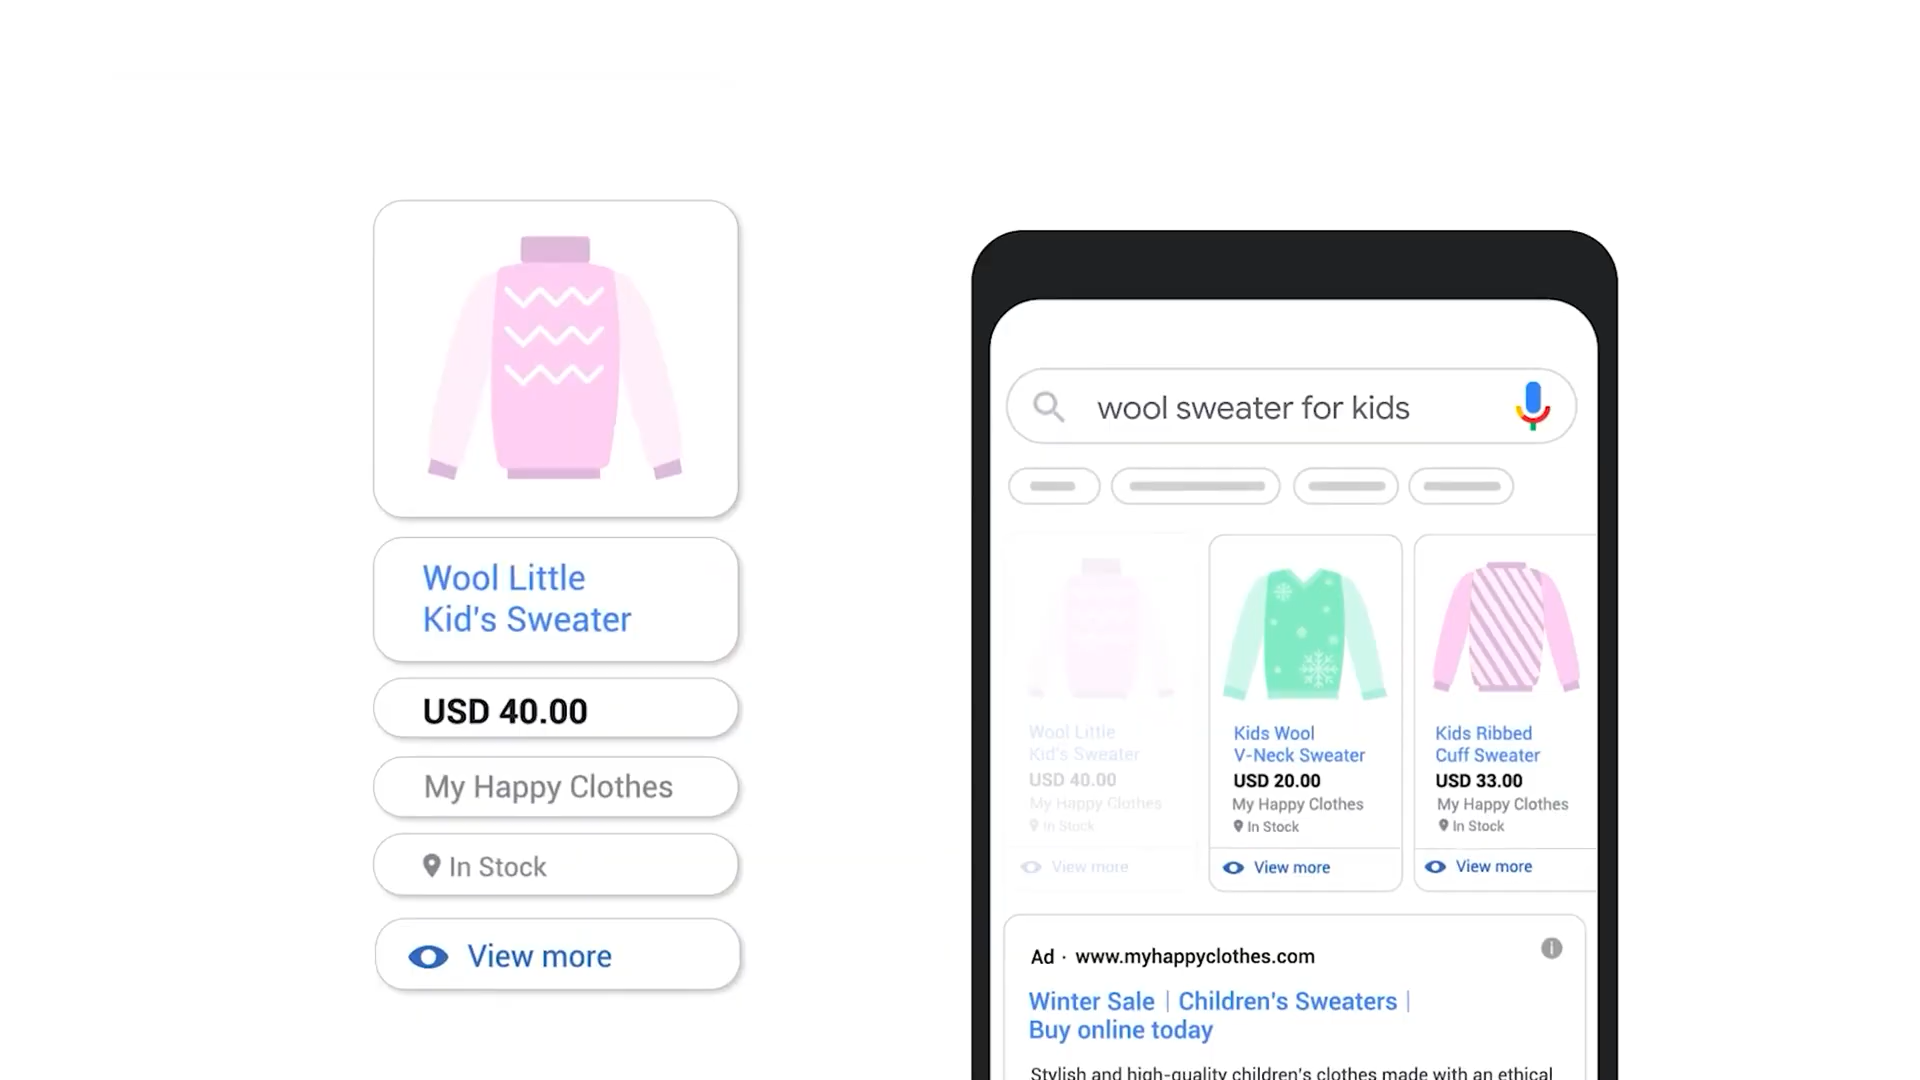 Wool Little
Kid's Sweater
USD 40.00
My Happy Clothes
In Stock
View more
wool sweater for kids
Wool Little
Kid's Sweater
USD 40.00
My Happy Clothes
In Stock
View more
Kids Wool
V-Neck Sweater
USD 20.00
My Happy Clothes
In Stock
View more
Kids Ribbed
Cuff Sweater
USD 33.00
My Happy Clothes
In Stock
View more
Ad · www.myhappyclothes.com
Winter Sale | Children's Sweaters |
Buy online today
Stylish and high-quality children's clothes made with an ethical